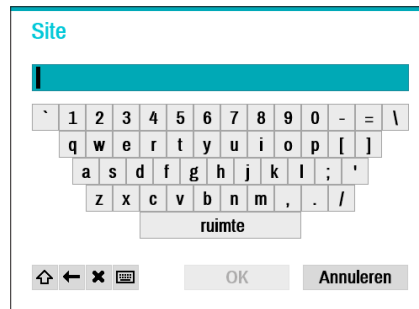 Site
` 1 2 3 4 5 6 7 8 9 0 - = \
q w e r t y u i o p [ ]
a s d f g h j k l ; '
z x c v b n m , . /
ruimte
OK Annuleren